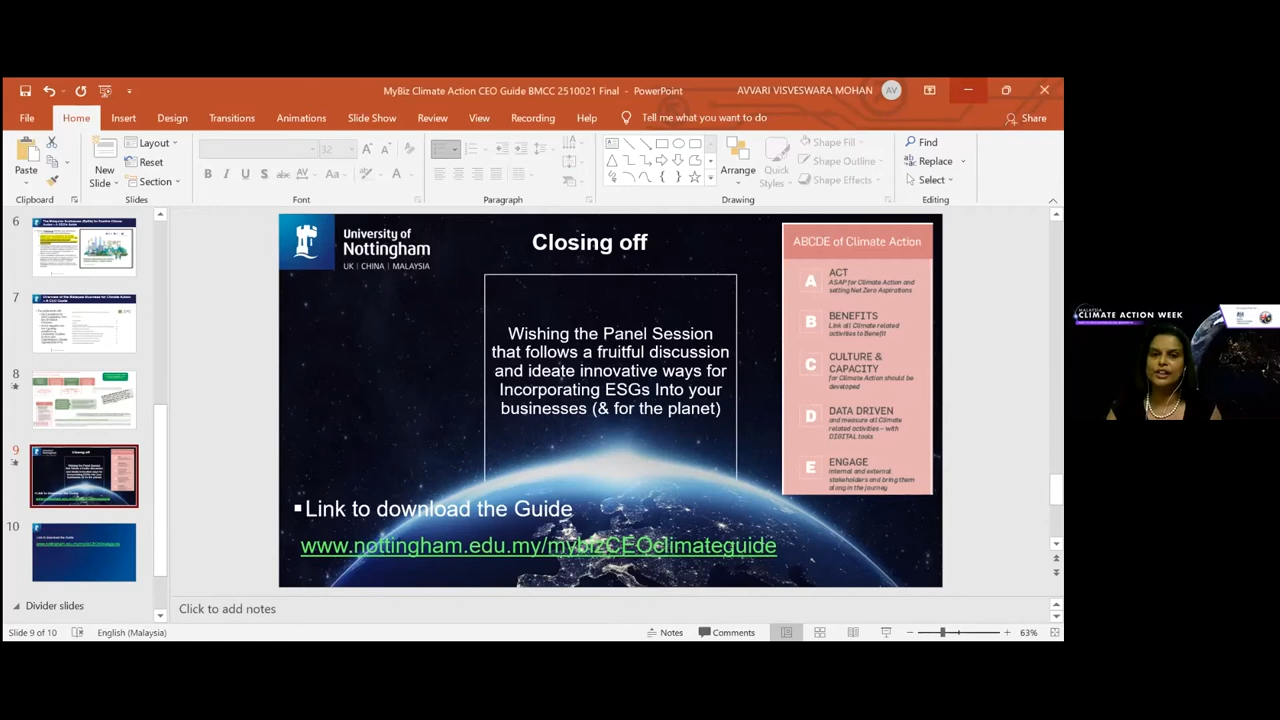 MyBiz Climate Action CEO Guide BMCC 2510021 Final - PowerPoint
AVVARI VISVESWARA MOHAN
AV
File
Home
Insert
Design
Transitions
Animations
Slide Show
Review
View
Recording
Help
Tell me what you want to do
Share
Paste
Clipboard
New
Slide
Layout
Reset
Section
Slides
32
Font
Paragraph
Arrange
Quick
Styles
Shape Fill
Shape Outline
Shape Effects
Drawing
Find
Replace
Select
Editing
6
7
8
9
10
Divider slides
University of
Nottingham
UK | CHINA | MALAYSIA
Closing off
Wishing the Panel Session
that follows a fruitful discussion
and ideate innovative ways for
Incorporating ESGs Into your
businesses (& for the planet)
Link to download the Guide
www.nottingham.edu.my/mybizCEOclimateguide
ABCDE of Climate Action
A
ACT
ASAP for Climate Action and
setting Net Zero Aspirations
B
BENEFITS
Link all Climate related
activities to Benefit
C
CULTURE &
CAPACITY
for Climate Action should be
developed
D
DATA DRIVEN
and measure all Climate
related activities – with
DIGITAL tools
E
ENGAGE
internal and external
stakeholders and bring them
along in the journey
Click to add notes
Slide 9 of 10
English (Malaysia)
Notes
Comments
63%
MALAYSIA
CLIMATE ACTION WEEK